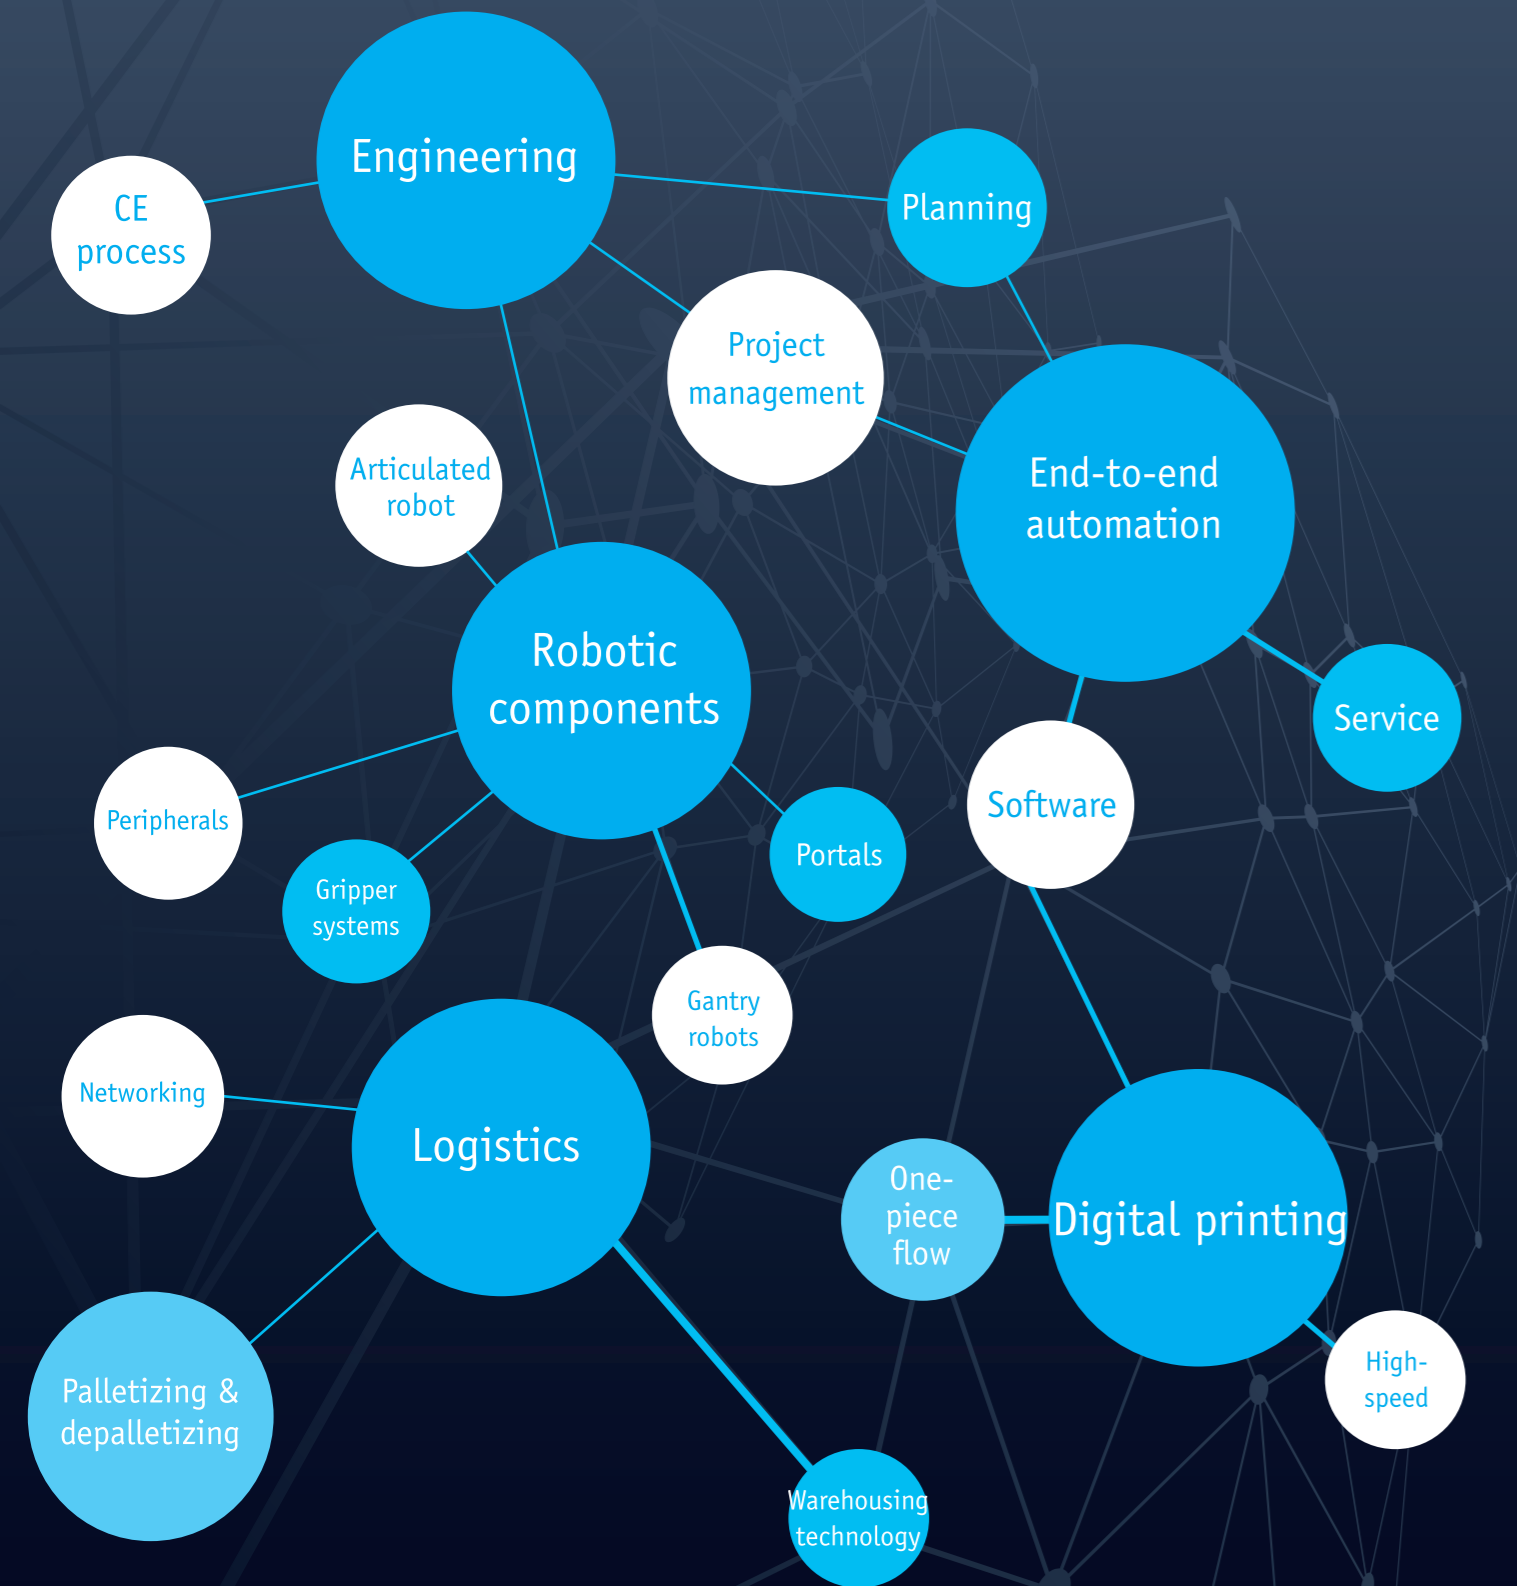 Engineering
CE
process
Planning
Project
management
Articulated
robot
End-to-end
automation
Robotic
components
Service
Software
Peripherals
Portals
Gripper
systems
Gantry
robots
Networking
Logistics
One-
piece
flow
Digital printing
High-
speed
Palletizing &
depalletizing
Warehousing
technology